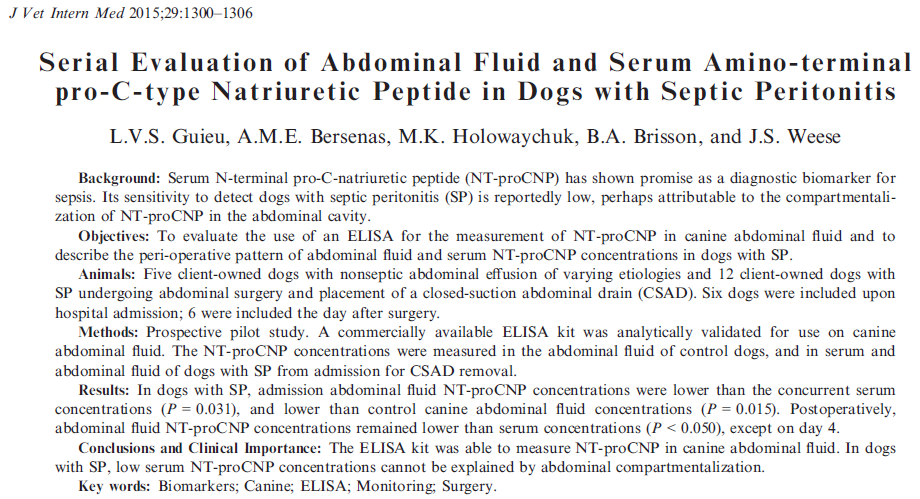 J Vet Intern Med 2015;29:1300–1306
Serial Evaluation of Abdominal Fluid and Serum Amino-terminal
pro-C-type Natriuretic Peptide in Dogs with Septic Peritonitis
L.V.S. Guieu, A.M.E. Bersenas, M.K. Holowaychuk, B.A. Brisson, and J.S. Weese
Background: Serum N-terminal pro-C-natriuretic peptide (NT-proCNP) has shown promise as a diagnostic biomarker for
sepsis. Its sensitivity to detect dogs with septic peritonitis (SP) is reportedly low, perhaps attributable to the compartmentali-
zation of NT-proCNP in the abdominal cavity.
Objectives: To evaluate the use of an ELISA for the measurement of NT-proCNP in canine abdominal fluid and to
describe the peri-operative pattern of abdominal fluid and serum NT-proCNP concentrations in dogs with SP.
Animals: Five client-owned dogs with nonseptic abdominal effusion of varying etiologies and 12 client-owned dogs with
SP undergoing abdominal surgery and placement of a closed-suction abdominal drain (CSAD). Six dogs were included upon
hospital admission; 6 were included the day after surgery.
Methods: Prospective pilot study. A commercially available ELISA kit was analytically validated for use on canine
abdominal fluid. The NT-proCNP concentrations were measured in the abdominal fluid of control dogs, and in serum and
abdominal fluid of dogs with SP from admission for CSAD removal.
Results: In dogs with SP, admission abdominal fluid NT-proCNP concentrations were lower than the concurrent serum
concentrations (P = 0.031), and lower than control canine abdominal fluid concentrations (P = 0.015). Postoperatively,
abdominal fluid NT-proCNP concentrations remained lower than serum concentrations (P < 0.050), except on day 4.
Conclusions and Clinical Importance: The ELISA kit was able to measure NT-proCNP in canine abdominal fluid. In dogs
with SP, low serum NT-proCNP concentrations cannot be explained by abdominal compartmentalization.
Key words: Biomarkers; Canine; ELISA; Monitoring; Surgery.